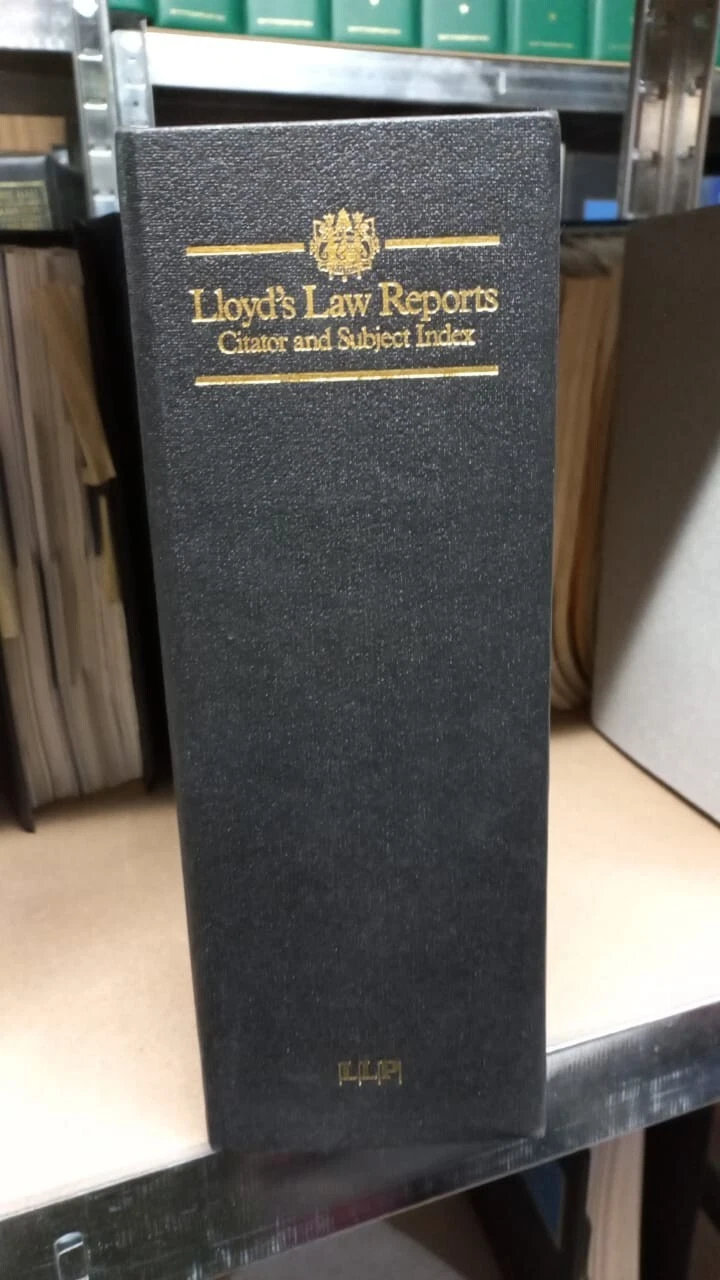 Lloyd's Law Reports
Citator and Subject Index
LLP